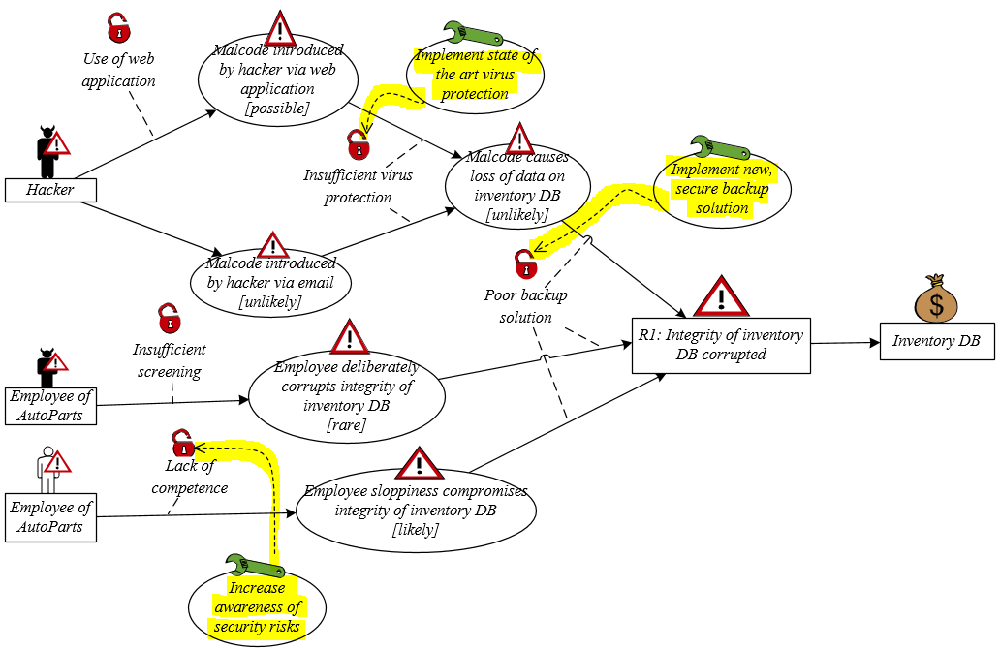 Use of web
application
Malcode introduced
by hacker via web
application
[possible]
Implement state of
the art virus
protection
Hacker
Insufficient virus
protection
Malcode causes
loss of data on
inventory DB
[unlikely]
Implement new,
secure backup
solution
Malcode introduced
by hacker via email
[unlikely]
Poor backup
solution
Insufficient
screening
R1: Integrity of inventory
DB corrupted
$
Inventory DB
Employee of
AutoParts
Employee deliberately
corrupts integrity of
inventory DB
[rare]
Lack of
competence
Employee of
AutoParts
Employee sloppiness compromises
integrity of inventory DB
[likely]
Increase
awareness of
security risks